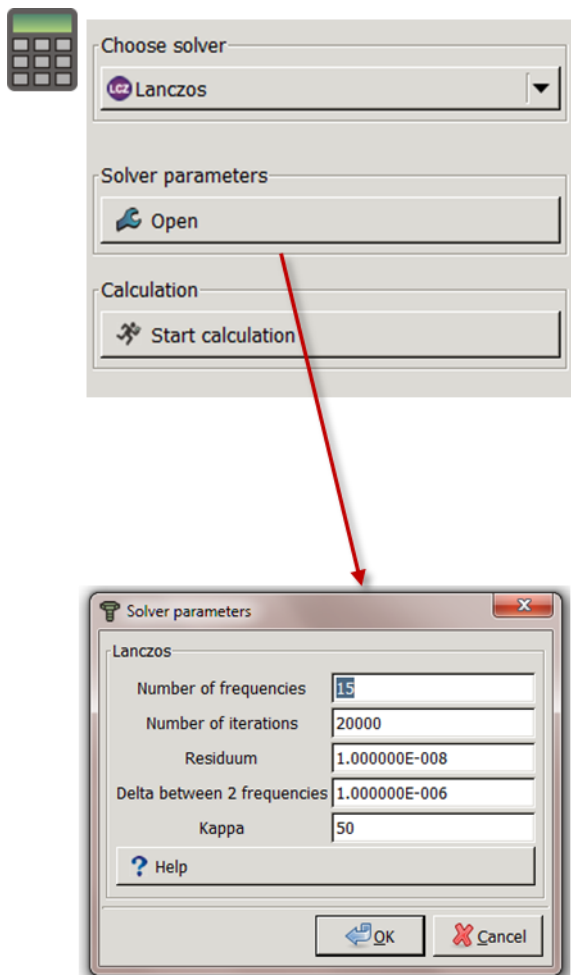 Choose solver
LCZ Lanczos
Solver parameters
Open
Calculation
Start calculation
Solver parameters
x
Lanczos
Number of frequencies 15
Number of iterations 20000
Residuum 1.000000E-008
Delta between 2 frequencies 1.000000E-006
Kappa 50
? Help
OK Cancel